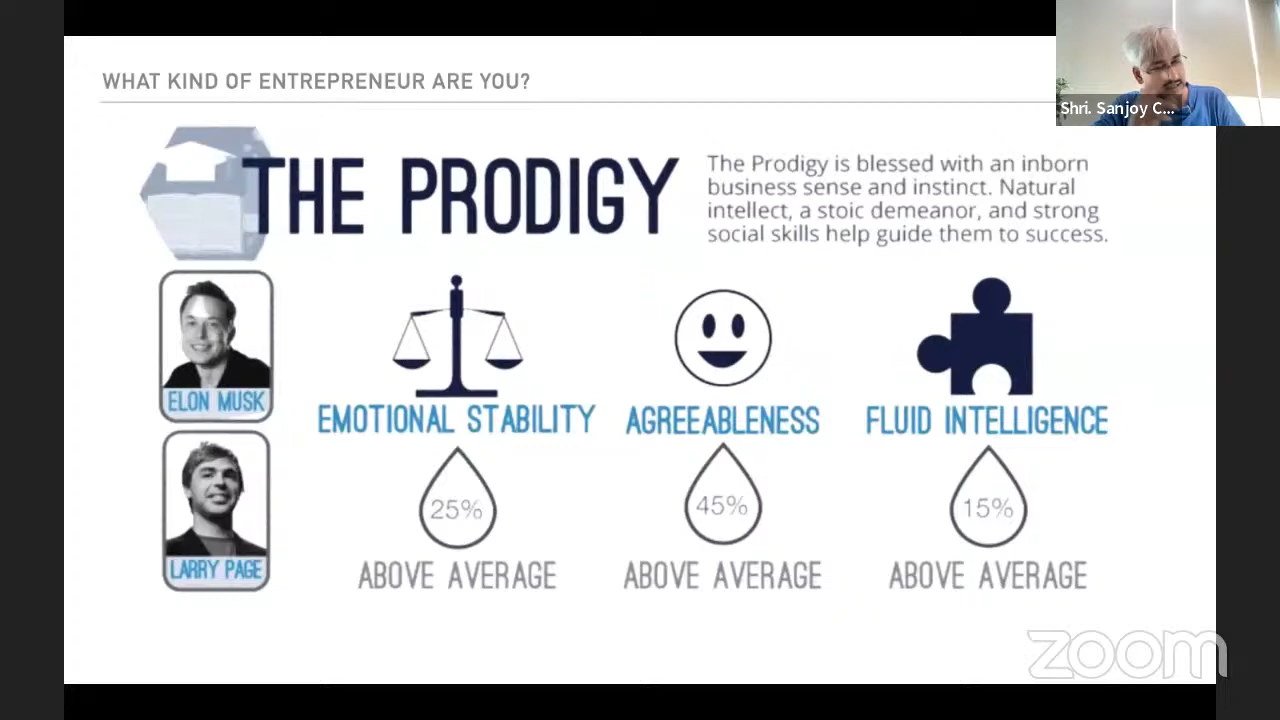 WHAT KIND OF ENTREPRENEUR ARE YOU?
Shri. Sanjoy C...
THE PRODIGY
The Prodigy is blessed with an inborn
business sense and instinct. Natural
intellect, a stoic demeanor, and strong
social skills help guide them to success.
ELON MUSK
EMOTIONAL STABILITY
AGREEABLENESS
FLUID INTELLIGENCE
25%
45%
15%
LARRY PAGE
ABOVE AVERAGE
ABOVE AVERAGE
ABOVE AVERAGE
zoom